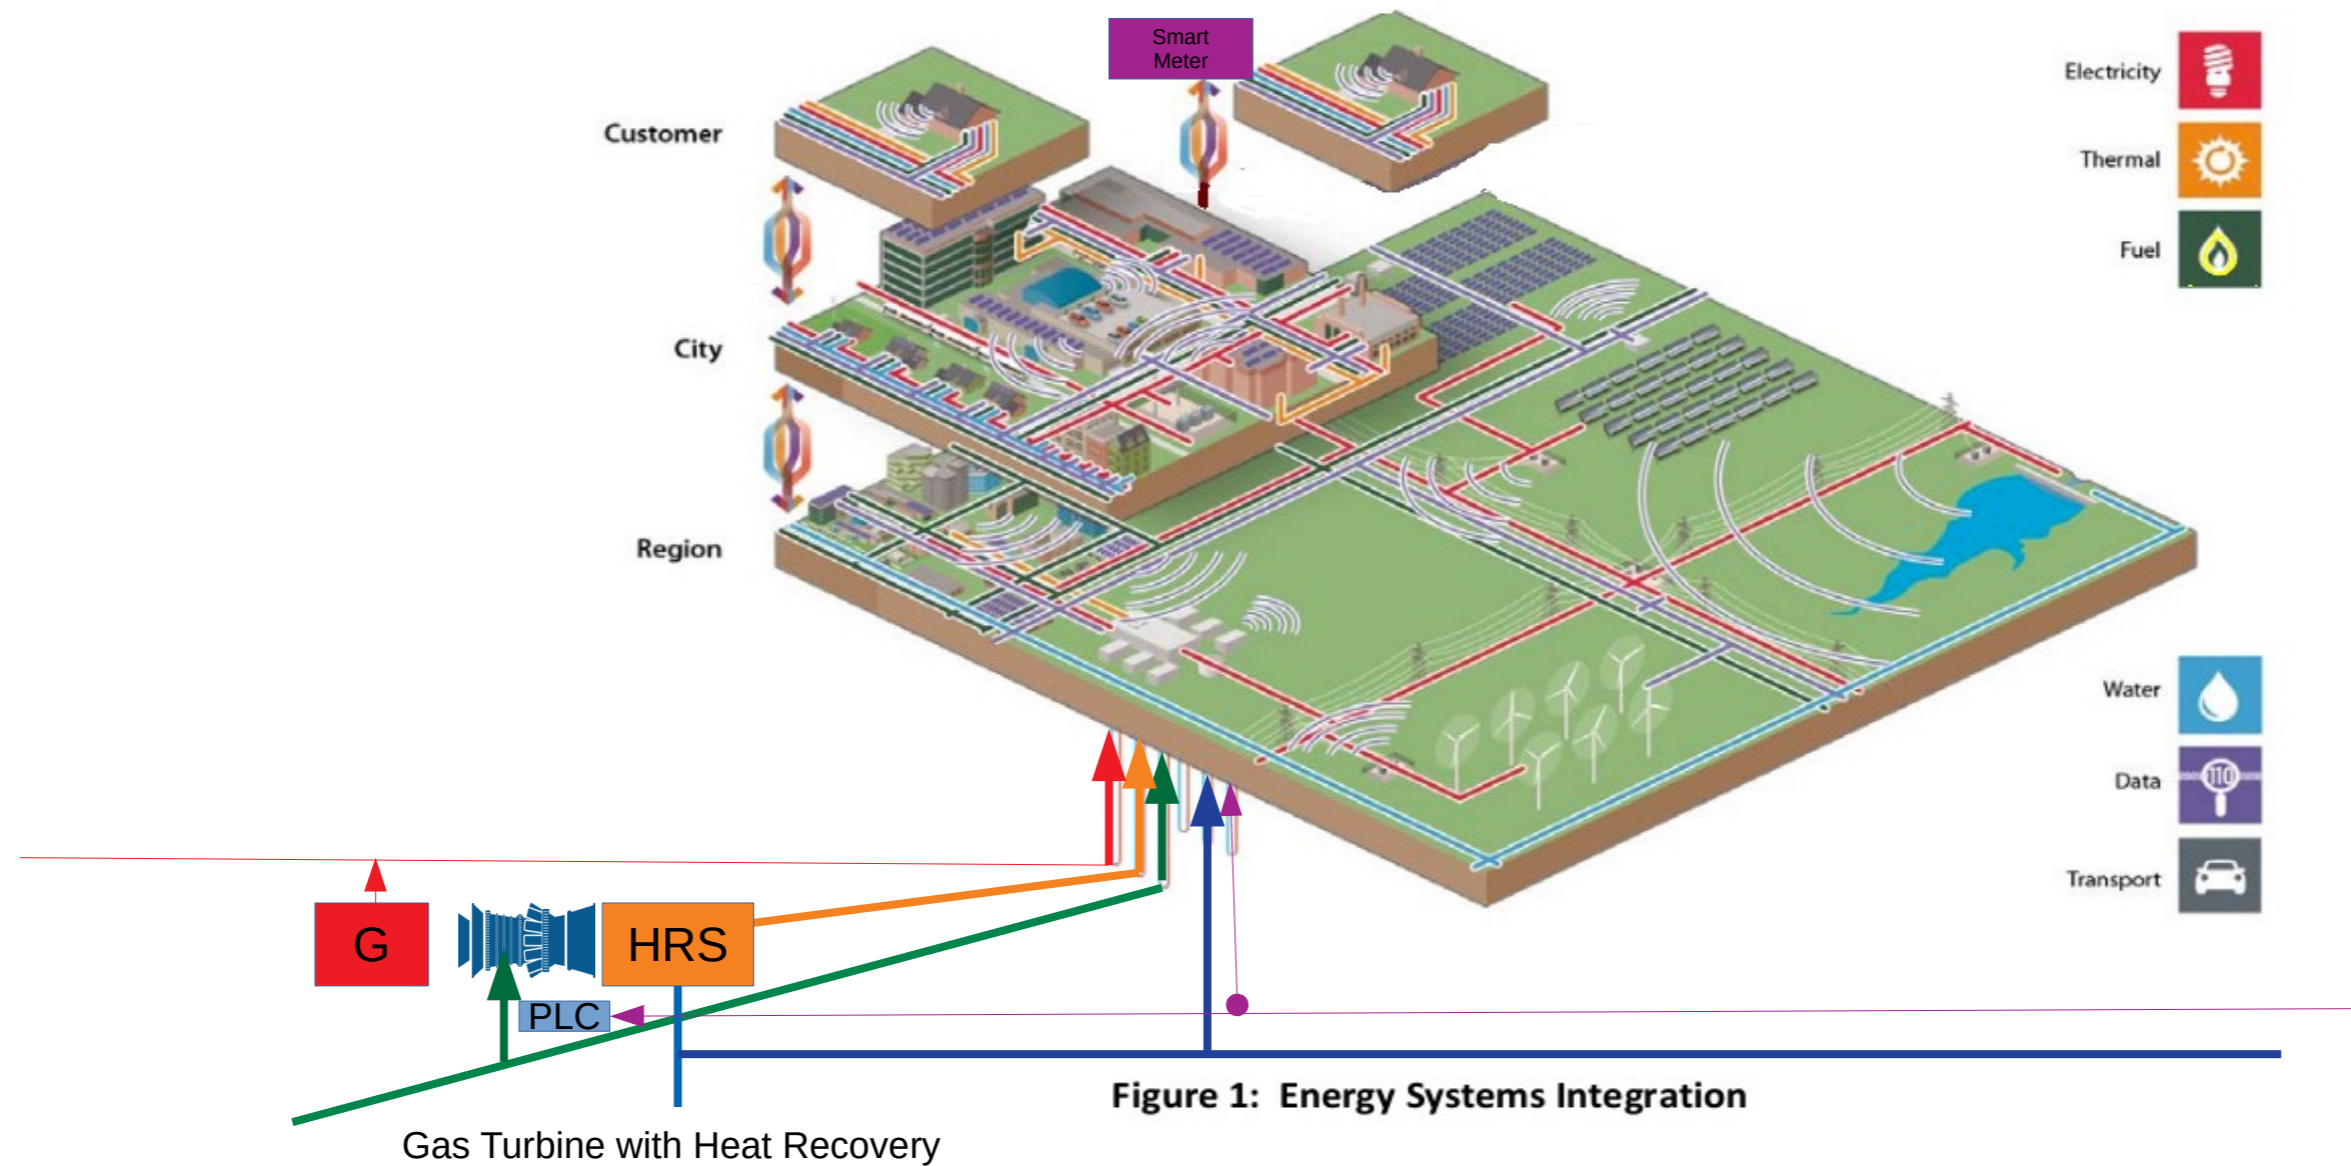 Smart
Meter
Customer
City
Region
Electricity
Thermal
Fuel
Water
Data
110
Transport
G
HRS
PLC
Figure 1: Energy Systems Integration
Gas Turbine with Heat Recovery